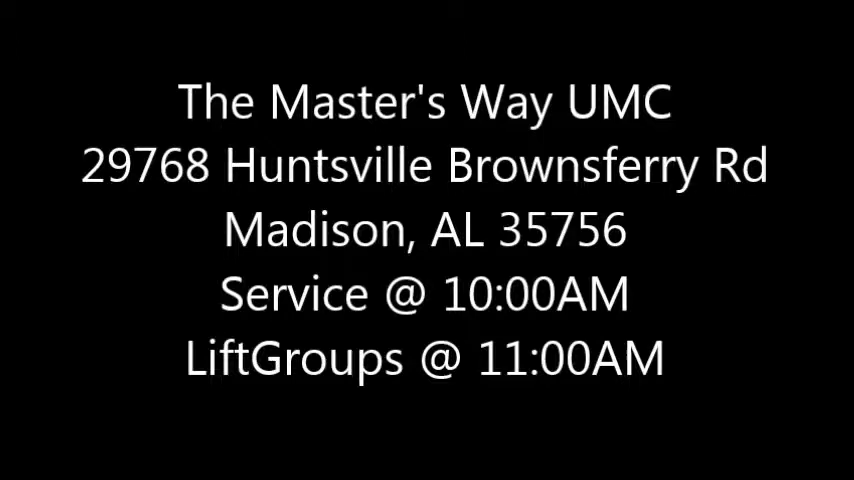 The Master's Way UMC
29768 Huntsville Brownsferry Rd
Madison, AL 35756
Service @ 10:00AM
LiftGroups @ 11:00AM